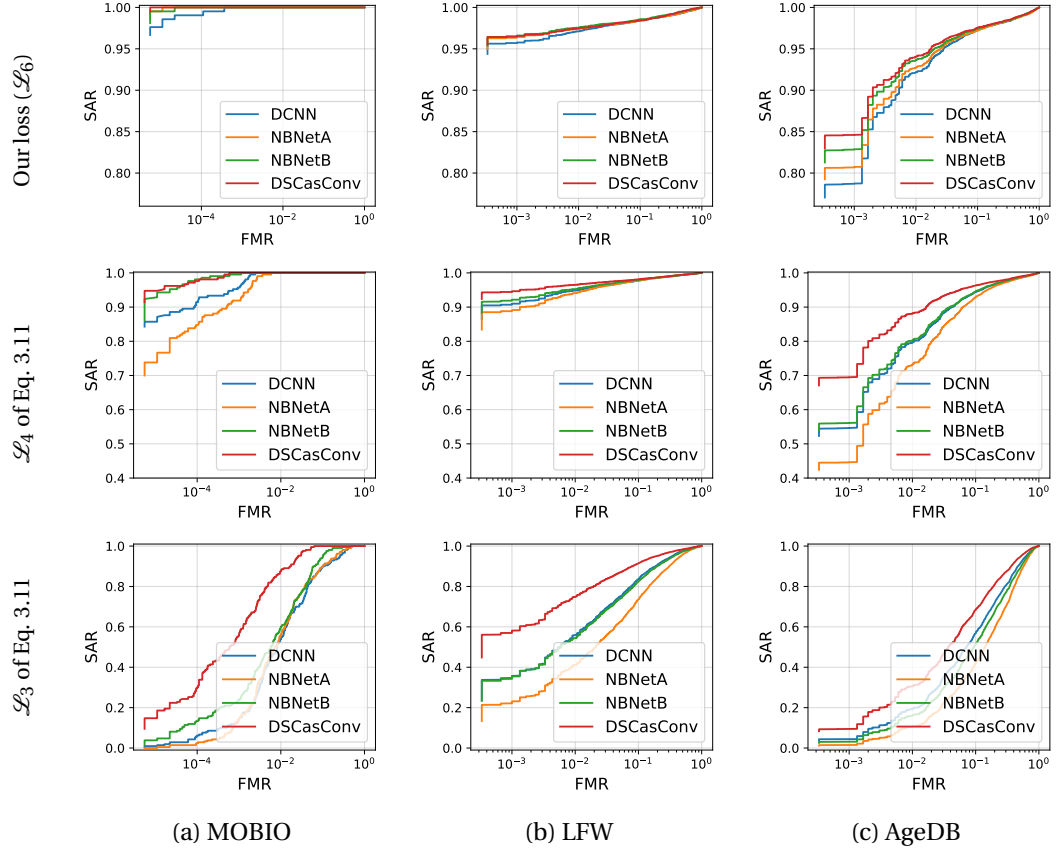 Our loss (ℒ6)
SAR
1.00
0.95
0.90
0.85
0.80
DCNN
NBNetA
NBNetB
DSCasConv
10−4
10−2
100
FMR
SAR
1.00
0.95
0.90
0.85
0.80
DCNN
NBNetA
NBNetB
DSCasConv
10−3
10−2
10−1
100
FMR
SAR
1.00
0.95
0.90
0.85
0.80
DCNN
NBNetA
NBNetB
DSCasConv
10−3
10−2
10−1
100
FMR
ℒ4 of Eq. 3.11
SAR
1.0
0.9
0.8
0.7
0.6
0.5
0.4
DCNN
NBNetA
NBNetB
DSCasConv
10−4
10−2
100
FMR
SAR
1.0
0.9
0.8
0.7
0.6
0.5
0.4
DCNN
NBNetA
NBNetB
DSCasConv
10−3
10−2
10−1
100
FMR
SAR
1.0
0.9
0.8
0.7
0.6
0.5
0.4
DCNN
NBNetA
NBNetB
DSCasConv
10−3
10−2
10−1
100
FMR
ℒ3 of Eq. 3.11
SAR
1.0
0.8
0.6
0.4
0.2
0.0
DCNN
NBNetA
NBNetB
DSCasConv
10−4
10−2
100
FMR
SAR
1.0
0.8
0.6
0.4
0.2
0.0
DCNN
NBNetA
NBNetB
DSCasConv
10−3
10−2
10−1
100
FMR
SAR
1.0
0.8
0.6
0.4
0.2
0.0
DCNN
NBNetA
NBNetB
DSCasConv
10−3
10−2
10−1
100
FMR
(a) MOBIO
(b) LFW
(c) AgeDB